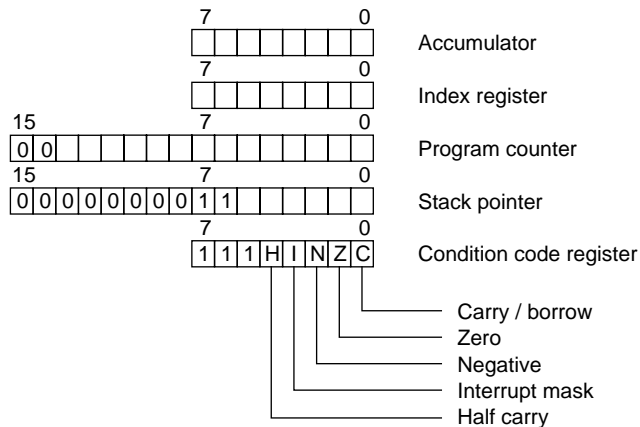 7 0
Accumulator
7 0
Index register
15 7 0
0 0 Program counter
15 7 0
0 0 0 0 0 0 0 0 1 1 Stack pointer
7 0
1 1 1 H I N Z C Condition code register
Carry / borrow
Zero
Negative
Interrupt mask
Half carry